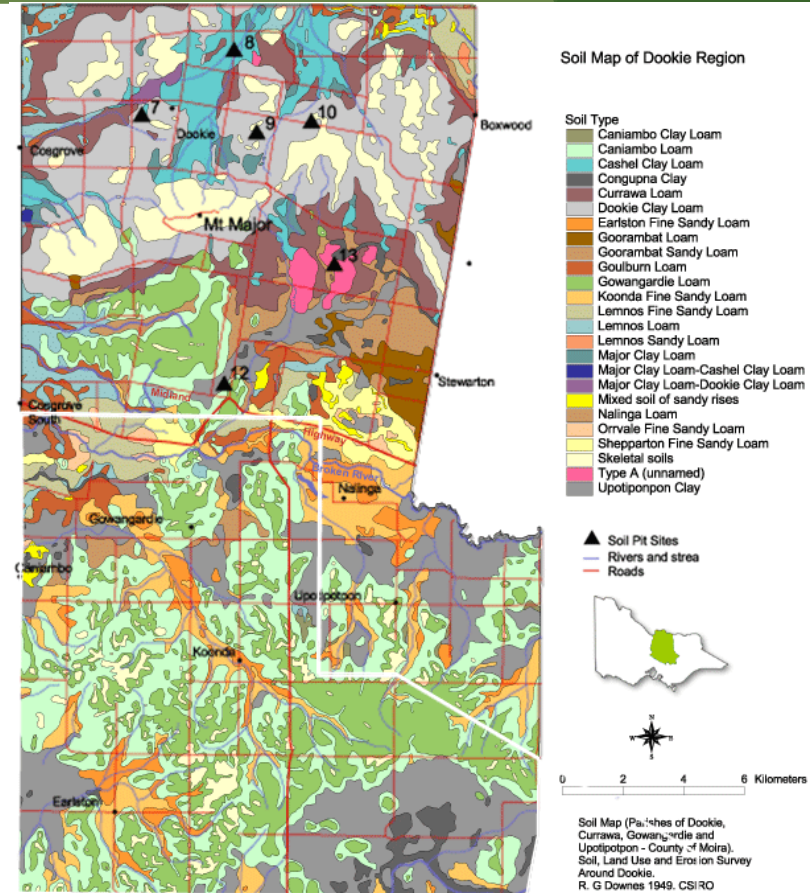 Soil Map of Dookie Region
8
7
Dookie
9
10
Boxwood
Cosgrove
Mt Major
13
12
Stewarton
Midland
Cosgrove
South
Highway
Broken River
Nalinga
Gowangardie
Caniambo
Upotipotpon
Koonda
Earlston
Soil Type
Caniambo Clay Loam
Caniambo Loam
Cashel Clay Loam
Congupna Clay
Currawa Loam
Dookie Clay Loam
Earlston Fine Sandy Loam
Goorambat Loam
Goorambat Sandy Loam
Goulburn Loam
Gowangardie Loam
Koonda Fine Sandy Loam
Lemnos Fine Sandy Loam
Lemnos Loam
Lemnos Sandy Loam
Major Clay Loam
Major Clay Loam-Cashel Clay Loam
Major Clay Loam-Dookie Clay Loam
Mixed soil of sandy rises
Nalinga Loam
Orrvale Fine Sandy Loam
Shepparton Fine Sandy Loam
Skeletal soils
Type A (unnamed)
Upotiponpon Clay
Soil Pit Sites
Rivers and strea
Roads
N
W E
S
0 2 4 6 Kilometers
Soil Map (Parishes of Dookie,
Currawa, Gowangardie and
Upotipotpon - County of Moira).
Soil, Land Use and Erosion Survey
Around Dookie.
R. G Downes 1949. CSIRO